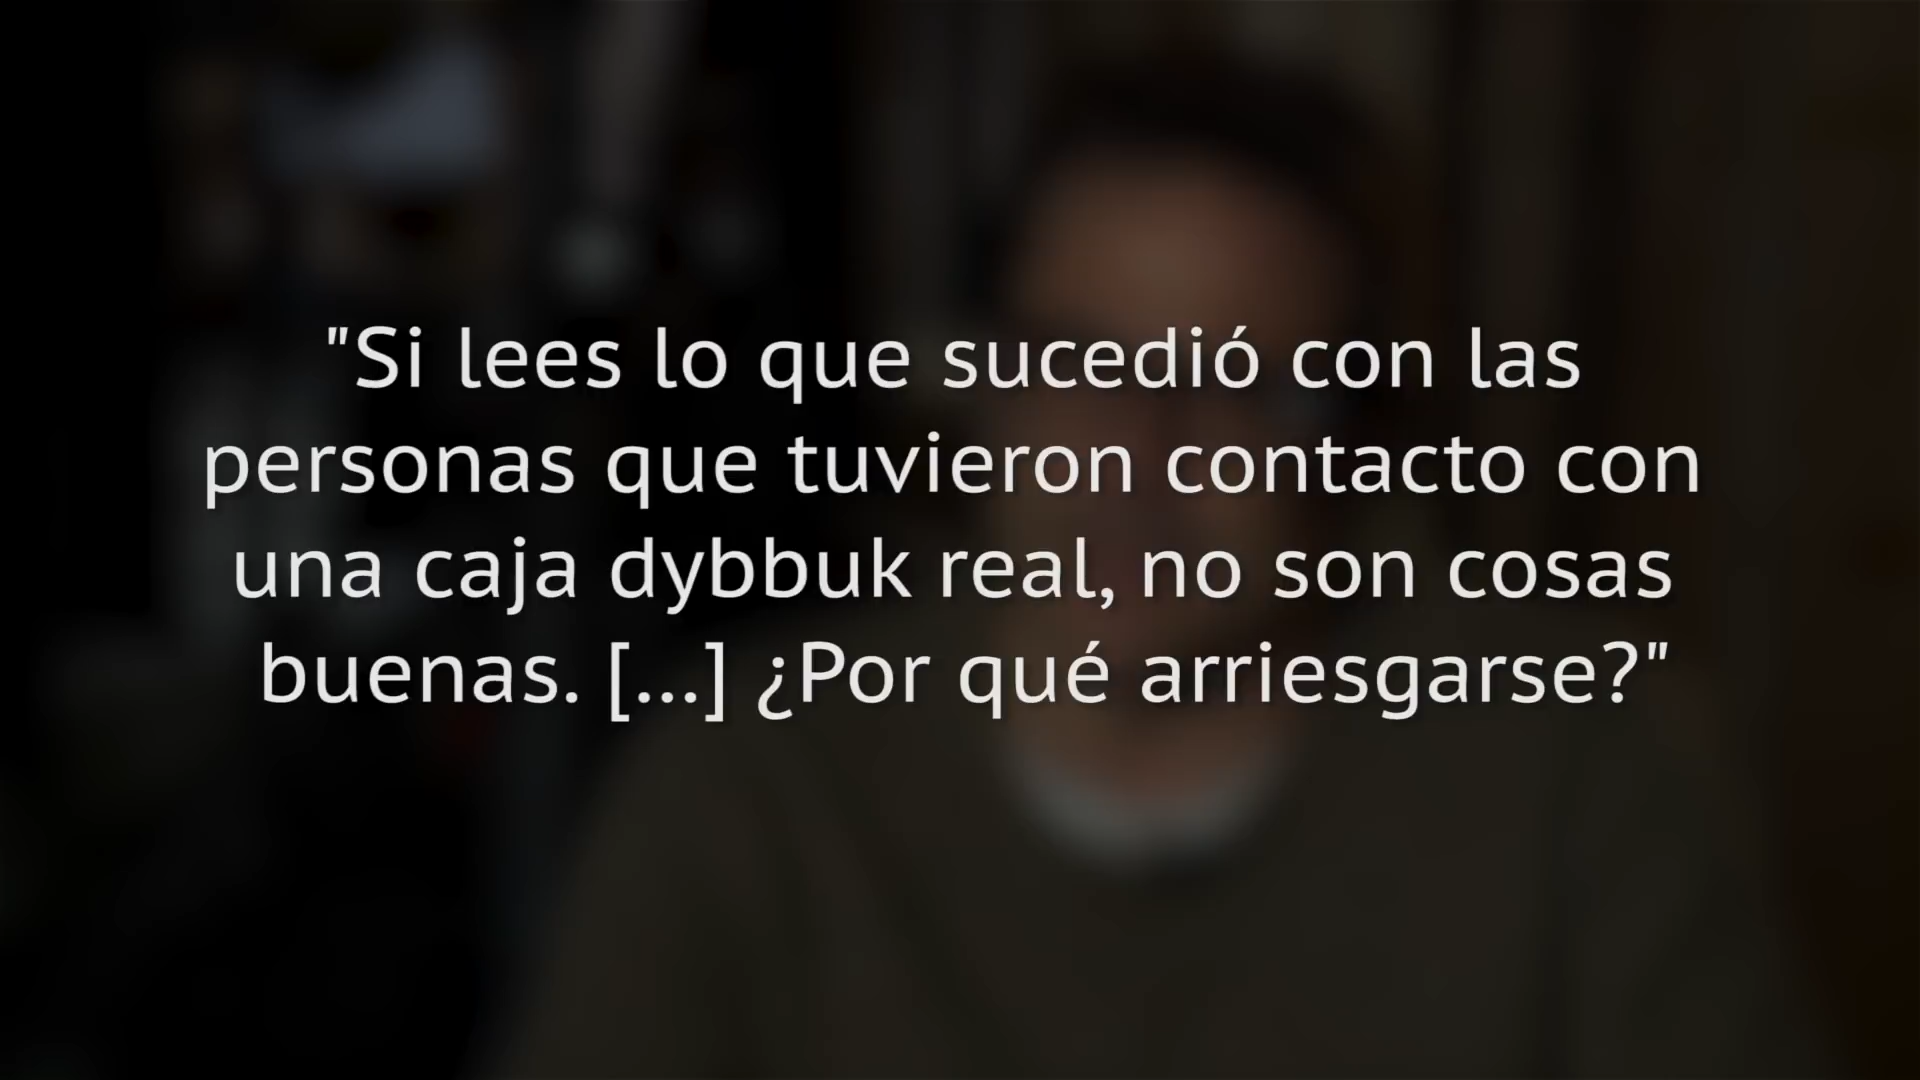 "Si lees lo que sucedió con las
personas que tuvieron contacto con
una caja dybbuk real, no son cosas
buenas. [...] ¿Por qué arriesgarse?"